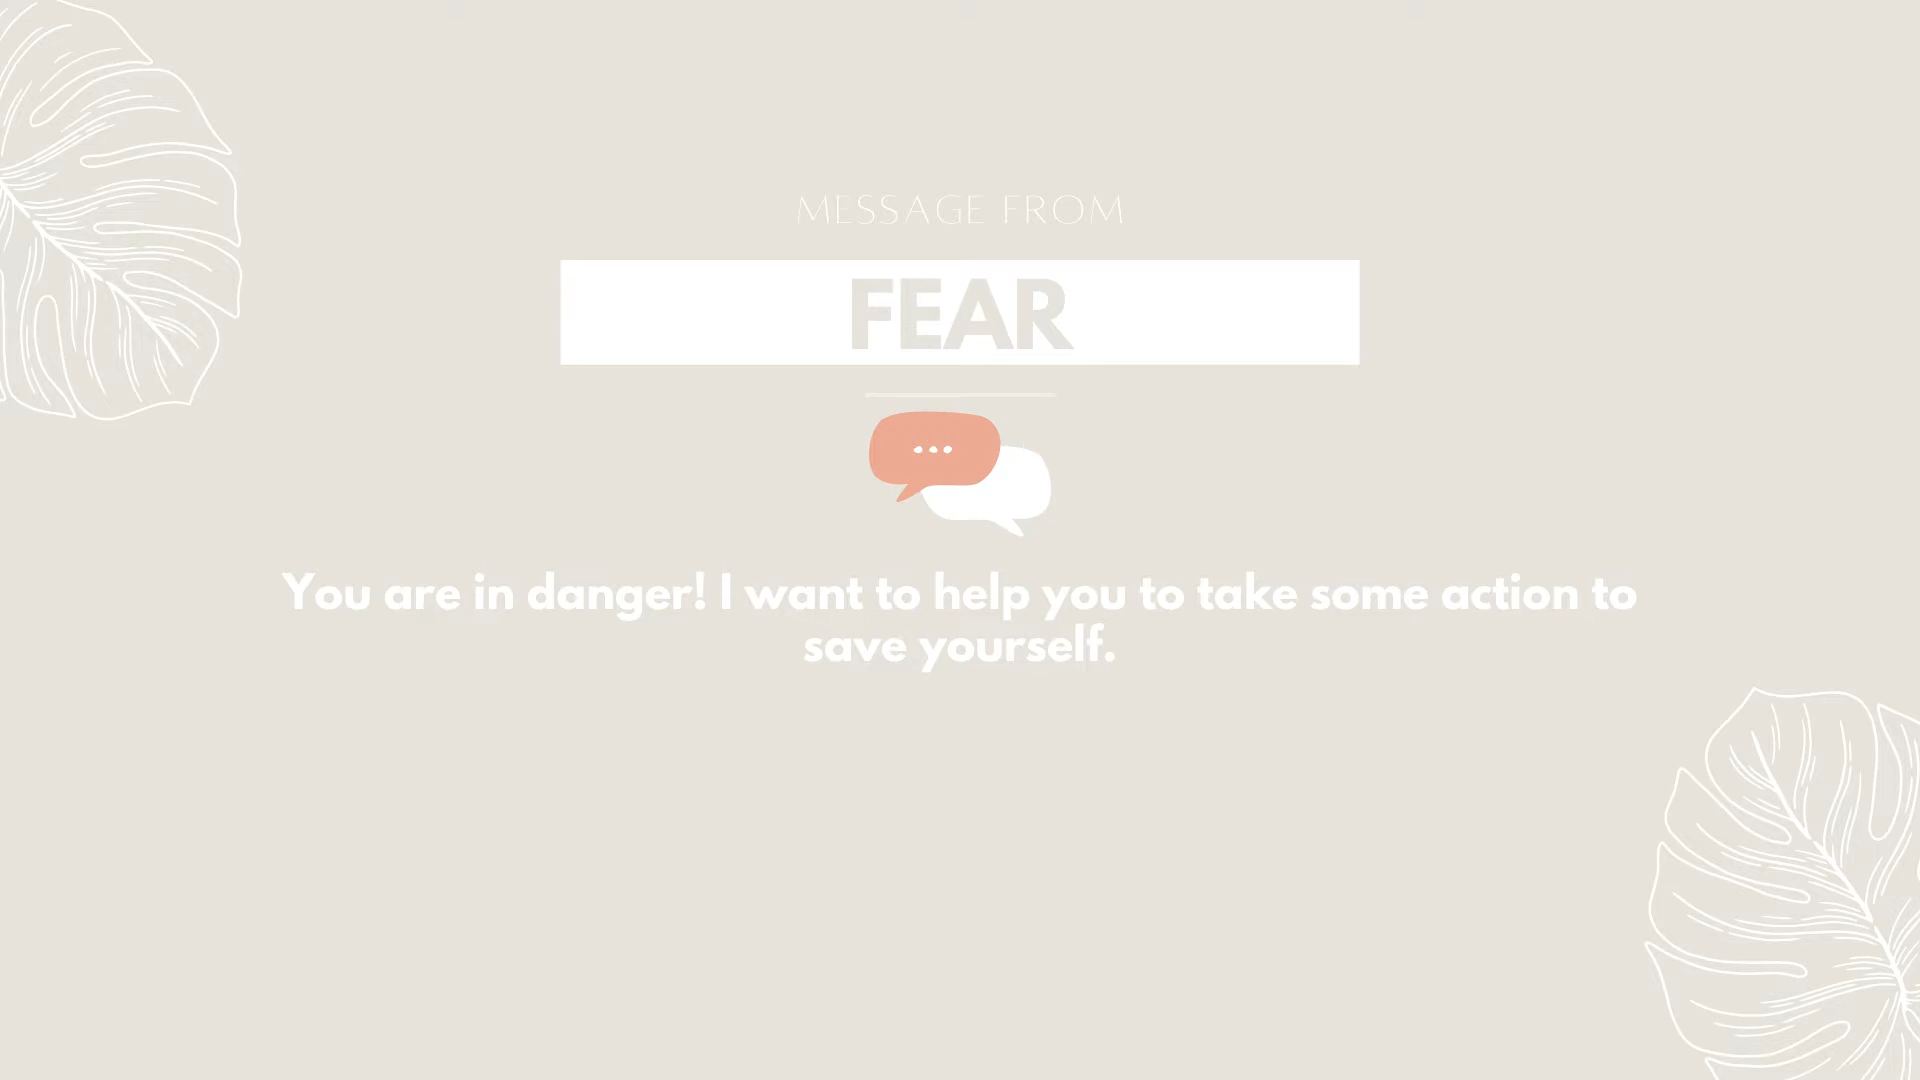 MESSAGE FROM
FEAR
You are in danger! I want to help you to take some action to
save yourself.